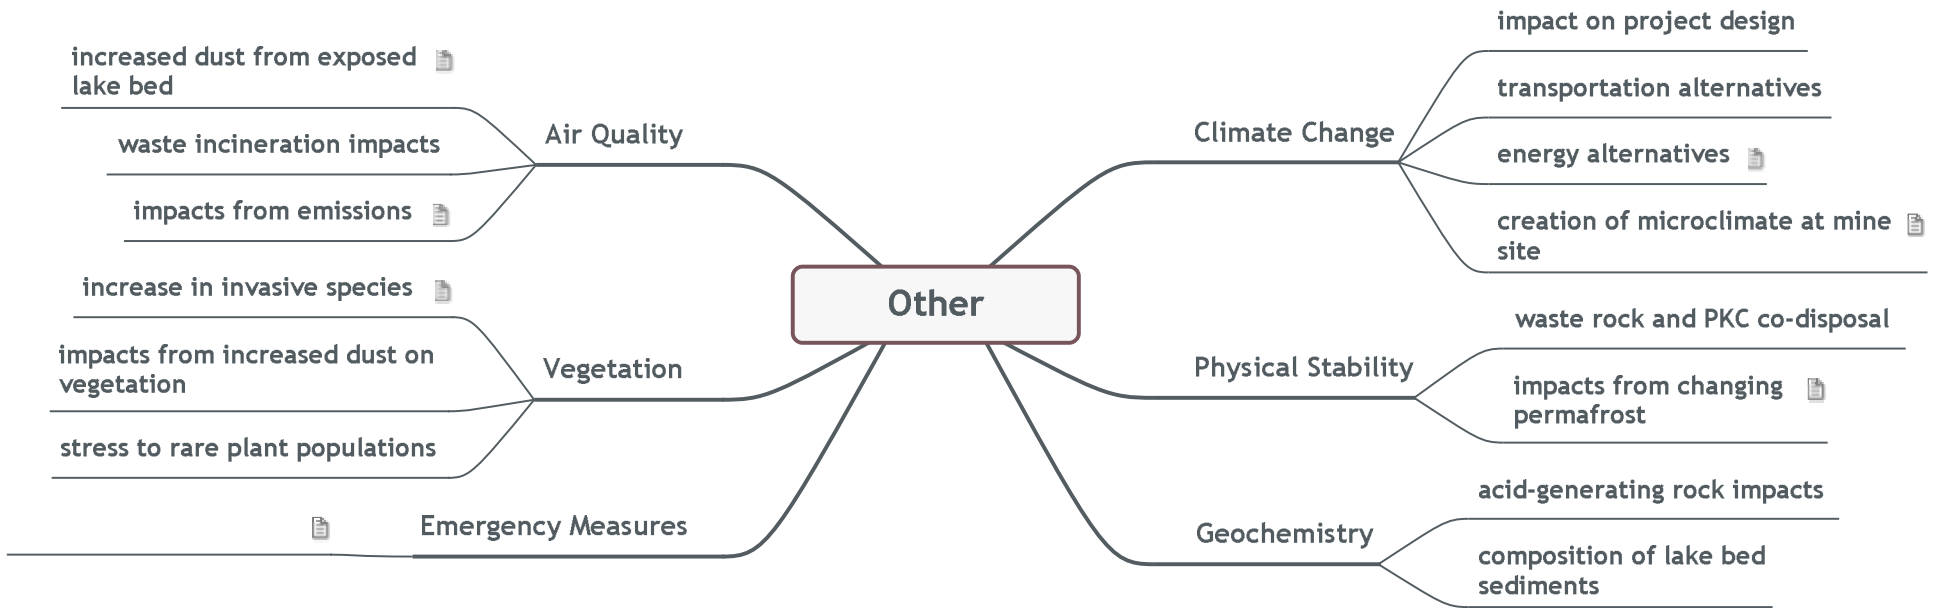 Other
Air Quality
increased dust from exposed
lake bed
waste incineration impacts
impacts from emissions
Vegetation
increase in invasive species
impacts from increased dust on
vegetation
stress to rare plant populations
Emergency Measures
Climate Change
impact on project design
transportation alternatives
energy alternatives
creation of microclimate at mine
site
Physical Stability
waste rock and PKC co-disposal
impacts from changing
permafrost
Geochemistry
acid-generating rock impacts
composition of lake bed
sediments